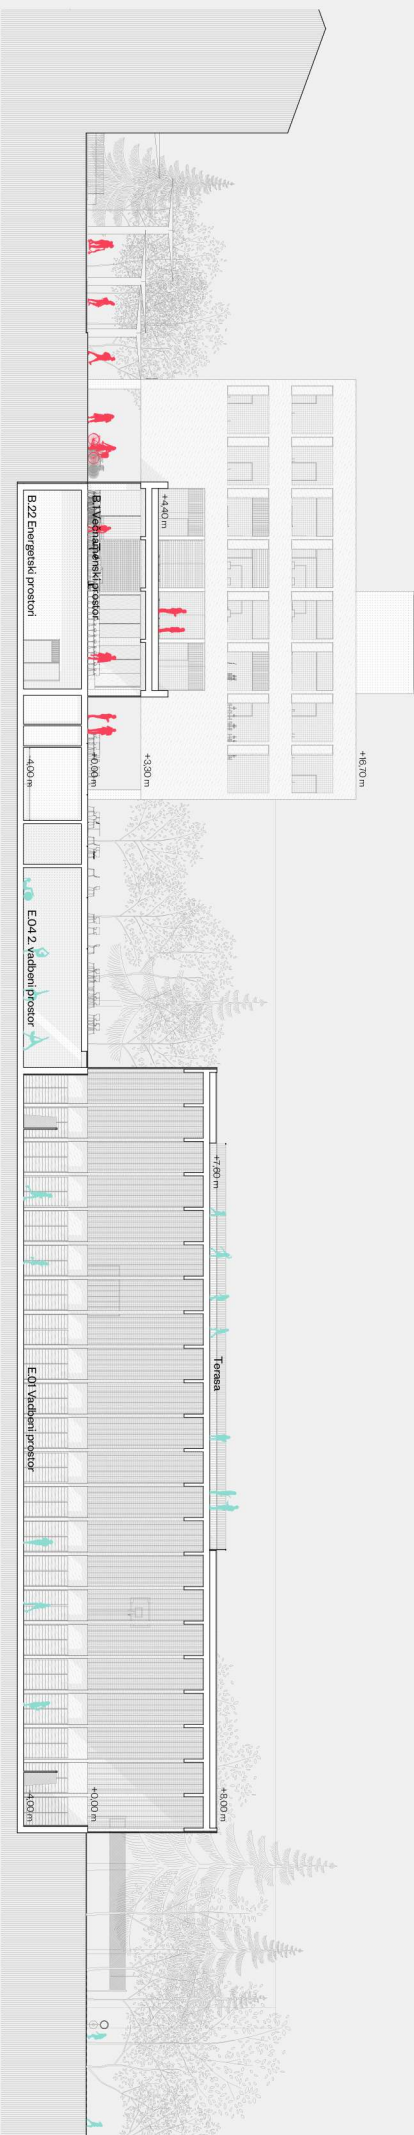 B.22 Energetski prostori
B.1 Večnamenski prostor
+4,40 m
-4,00 m
+0,00 m
+3,30 m
+16,70 m
E.04 2. vadbeni prostor
+7,60 m
Terasa
E.01 Vadbeni prostor
-4,00 m
+0,00 m
+8,00 m